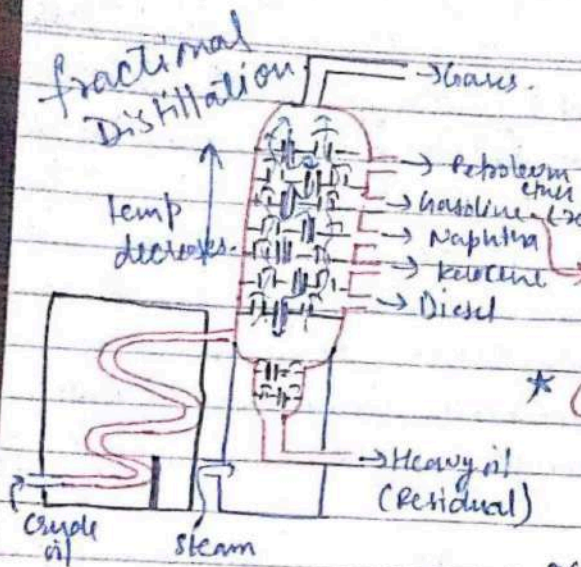 fractional
Distillation
→ Gases.
temp
decreases.
→ Petroleum
ether
→ Gasoline
→ Naphtha
→ Kerosene
→ Diesel
→ Heavy oil
(Residual)
Crude
oil
Steam